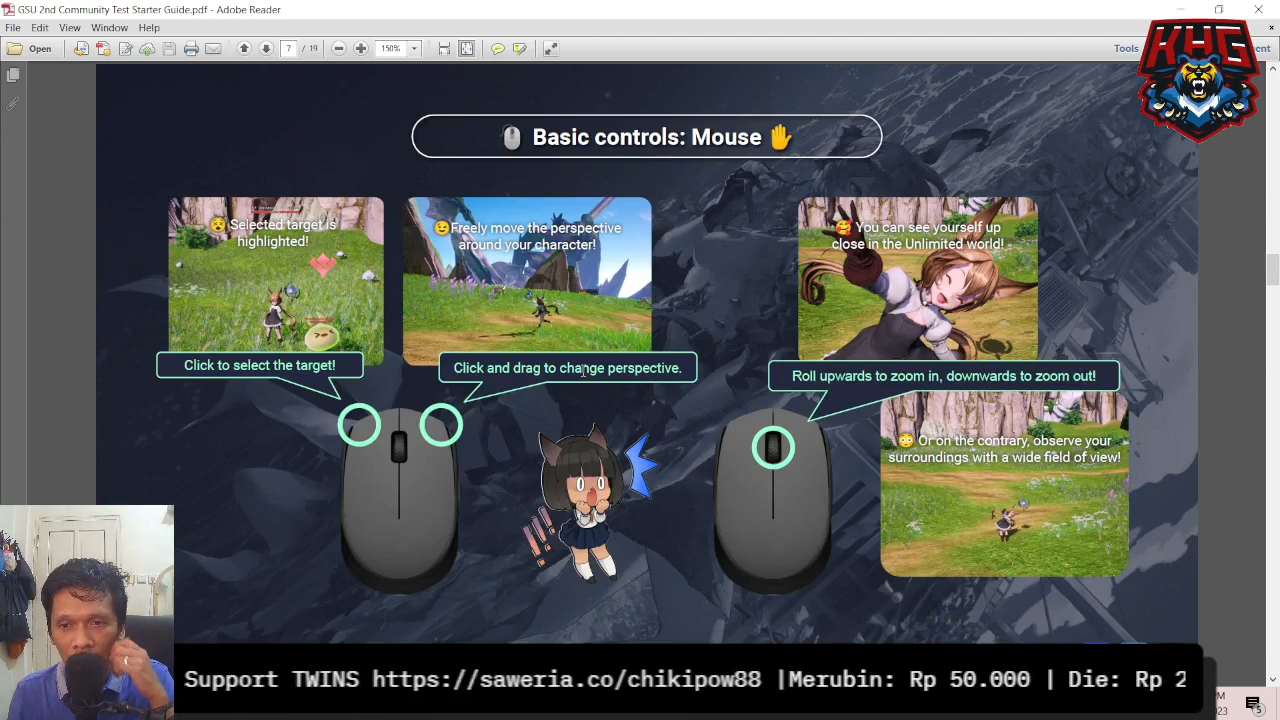 GSU 2nd Community Test Starter Guide.pdf - Adobe Reader
File Edit View Window Help
Open
7 / 19
150%
Tools
KHG
Basic controls: Mouse
Selected target is
highlighted!
Freely move the perspective
around your character!
You can see yourself up
close in the Unlimited world!
Click to select the target!
Click and drag to change perspective.
Roll upwards to zoom in, downwards to zoom out!
Or on the contrary, observe your
surroundings with a wide field of view!
Support TWINS https://saweria.co/chikipow88 |Merubin: Rp 50.000 | Die: Rp 2
5